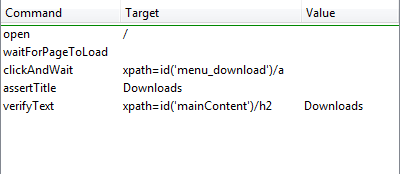 Command Target Value
open /
waitForPageToLoad
clickAndWait xpath=id('menu_download')/a
assertTitle Downloads
verifyText xpath=id('mainContent')/h2 Downloads